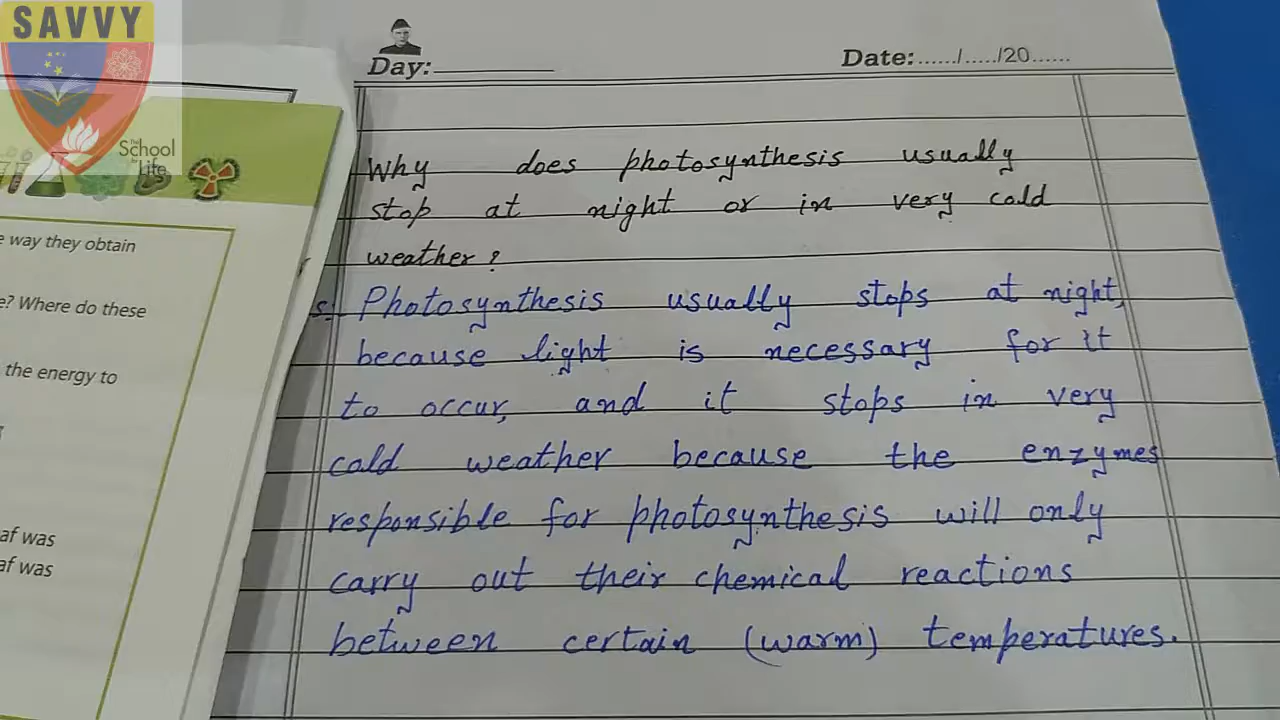 SAVVY
The School for Life
Day:
Date:....../...../20......
e way they obtain
e? Where do these
the energy to
af was
af was
Why does photosynthesis usually
stop at night or in very cald
weather?
s:- Photosynthesis usually stops at night,
because light is necessary for it
to occur, and it stops in very
cald weather because the enzymes
responsible for photosynthesis will only
carry out their chemical reactions
between certain (warm) temperatures.